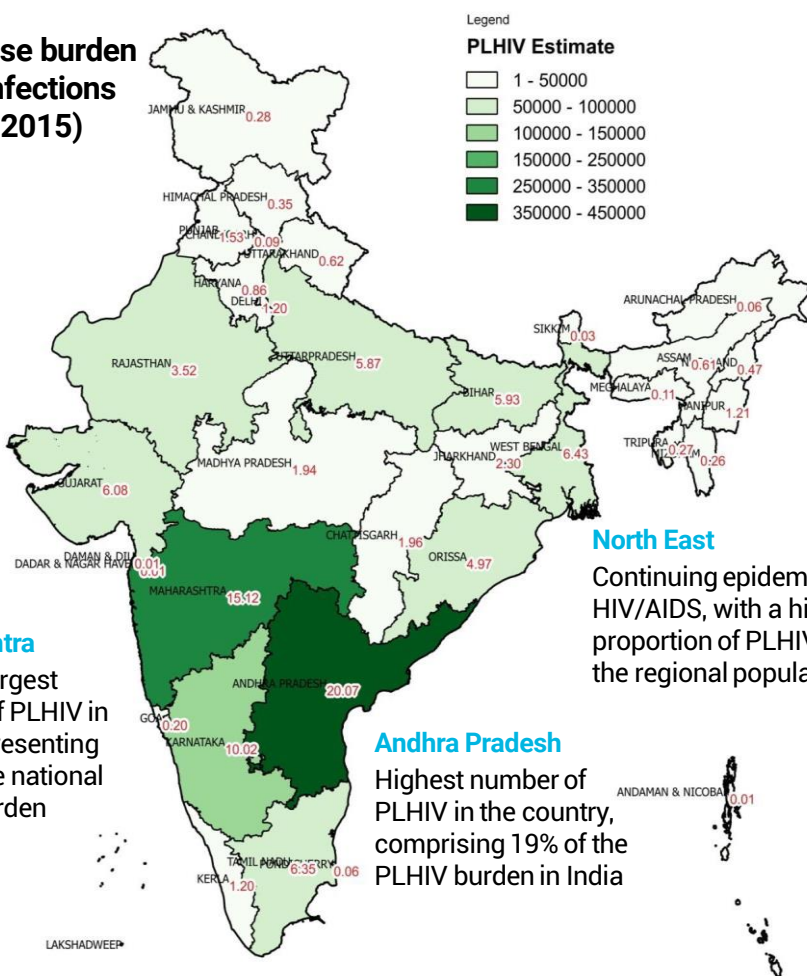 se burden
nfections
2015)
Legend
PLHIV Estimate
1 - 50000
50000 - 100000
100000 - 150000
150000 - 250000
250000 - 350000
350000 - 450000
JAMMU & KASHMIR 0.28
HIMACHAL PRADESH 0.35
1.53
0.09
UTTARAKHAND 0.62
HARYANA 0.86
DELHI 1.20
RAJASTHAN 3.52
UTTARPRADESH 5.87
BIHAR 5.93
SIKKIM 0.03
ARUNACHAL PRADESH 0.06
ASSAM 0.61
0.47
MEGHALAYA 0.11
MANIPUR 1.21
TRIPURA 0.27
0.26
WEST BENGAL 6.43
JHARKHAND 2.30
MADHYA PRADESH 1.94
GUJARAT 6.08
CHATTISGARH 1.96
ORISSA 4.97
DAMAN & DIU 0.01
DADAR & NAGAR HAVE 0.01
MAHARASHTRA 15.12
ANDHRA PRADESH 20.07
GOA 0.20
KARNATAKA 10.02
TAMIL NADU 6.35
0.06
KERLA 1.20
LAKSHADWEEP
ANDAMAN & NICOBA 0.01
North East
Continuing epidem
HIV/AIDS, with a hi
proportion of PLHIV
the regional popula
ntra
rgest
f PLHIV in
resenting
e national
rden
Andhra Pradesh
Highest number of
PLHIV in the country,
comprising 19% of the
PLHIV burden in India